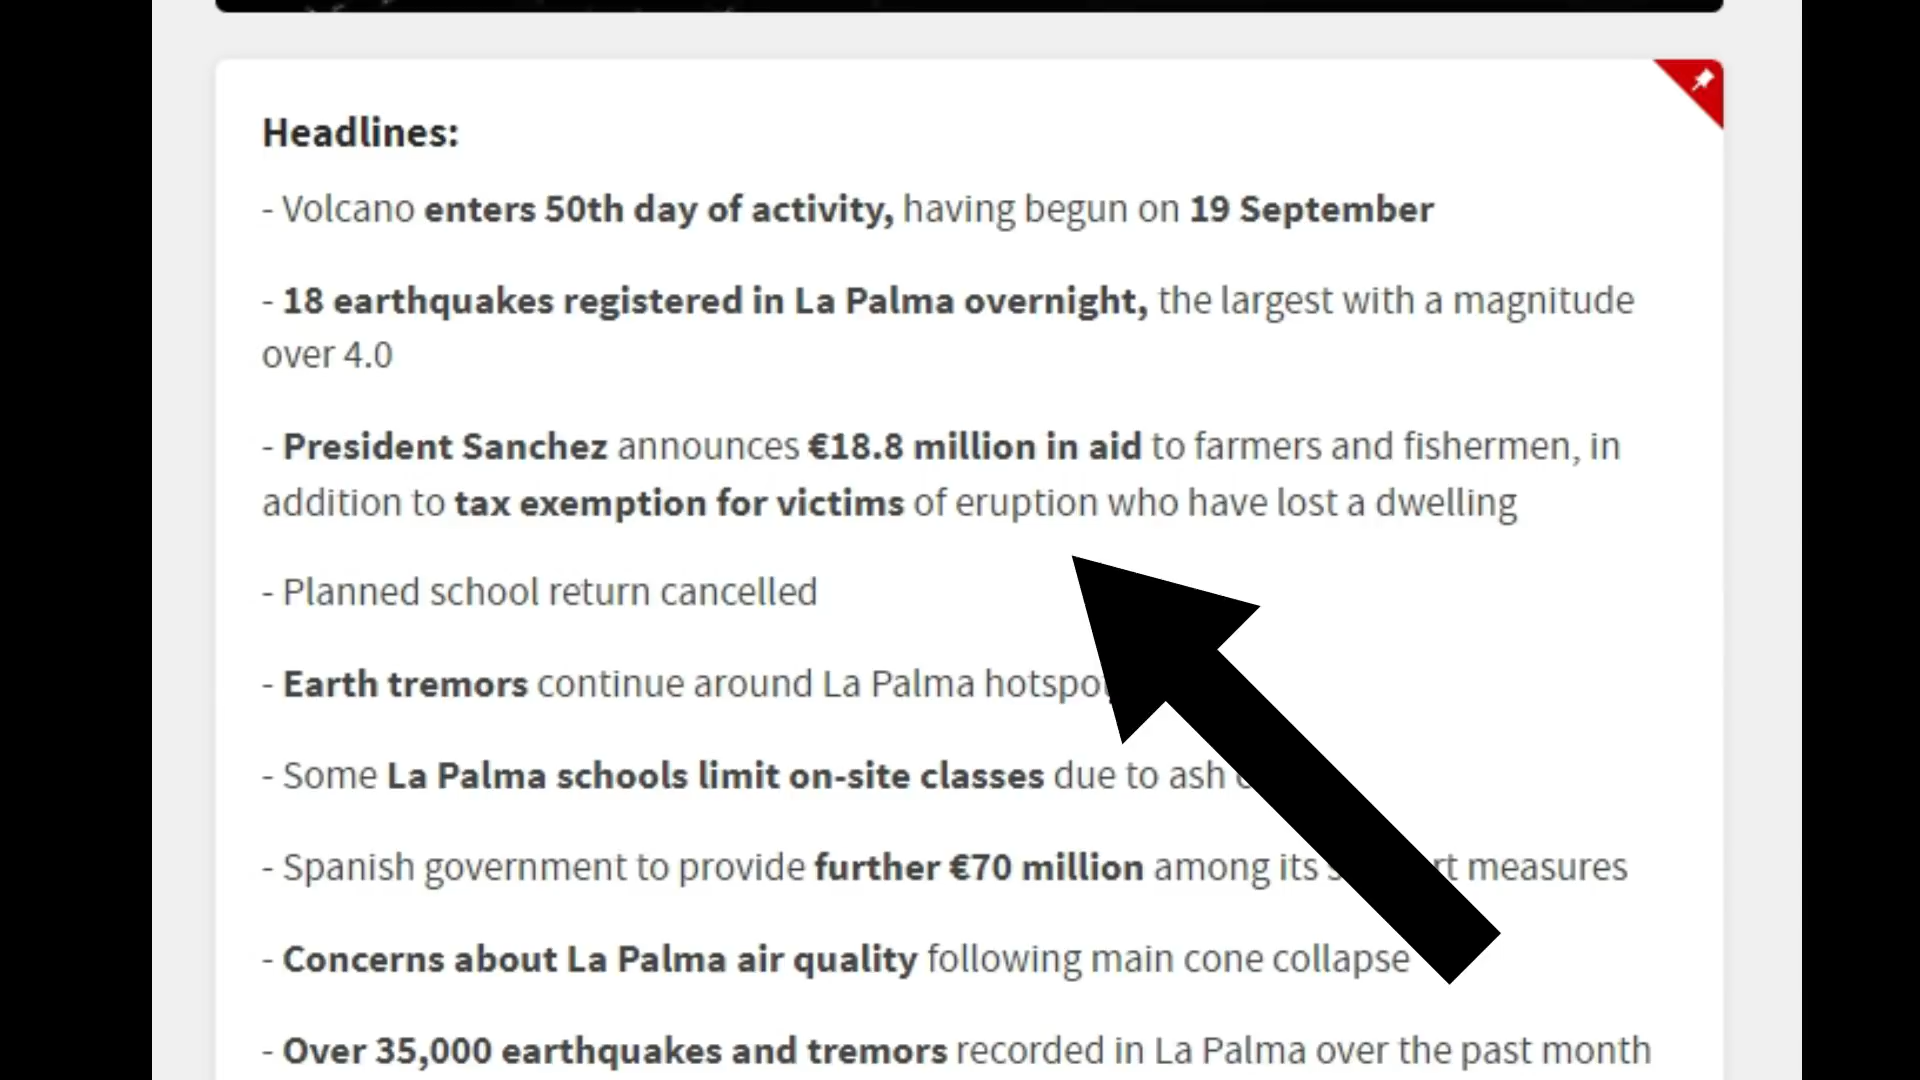 Headlines:
- Volcano enters 50th day of activity, having begun on 19 September
- 18 earthquakes registered in La Palma overnight, the largest with a magnitude
over 4.0
- President Sanchez announces €18.8 million in aid to farmers and fishermen, in
addition to tax exemption for victims of eruption who have lost a dwelling
- Planned school return cancelled
- Earth tremors continue around La Palma
- Some La Palma schools limit on-site classes due to ash
- Spanish government to provide further €70 million among its measures
- Concerns about La Palma air quality following main cone collapse
- Over 35,000 earthquakes and tremors recorded in La Palma over the past month